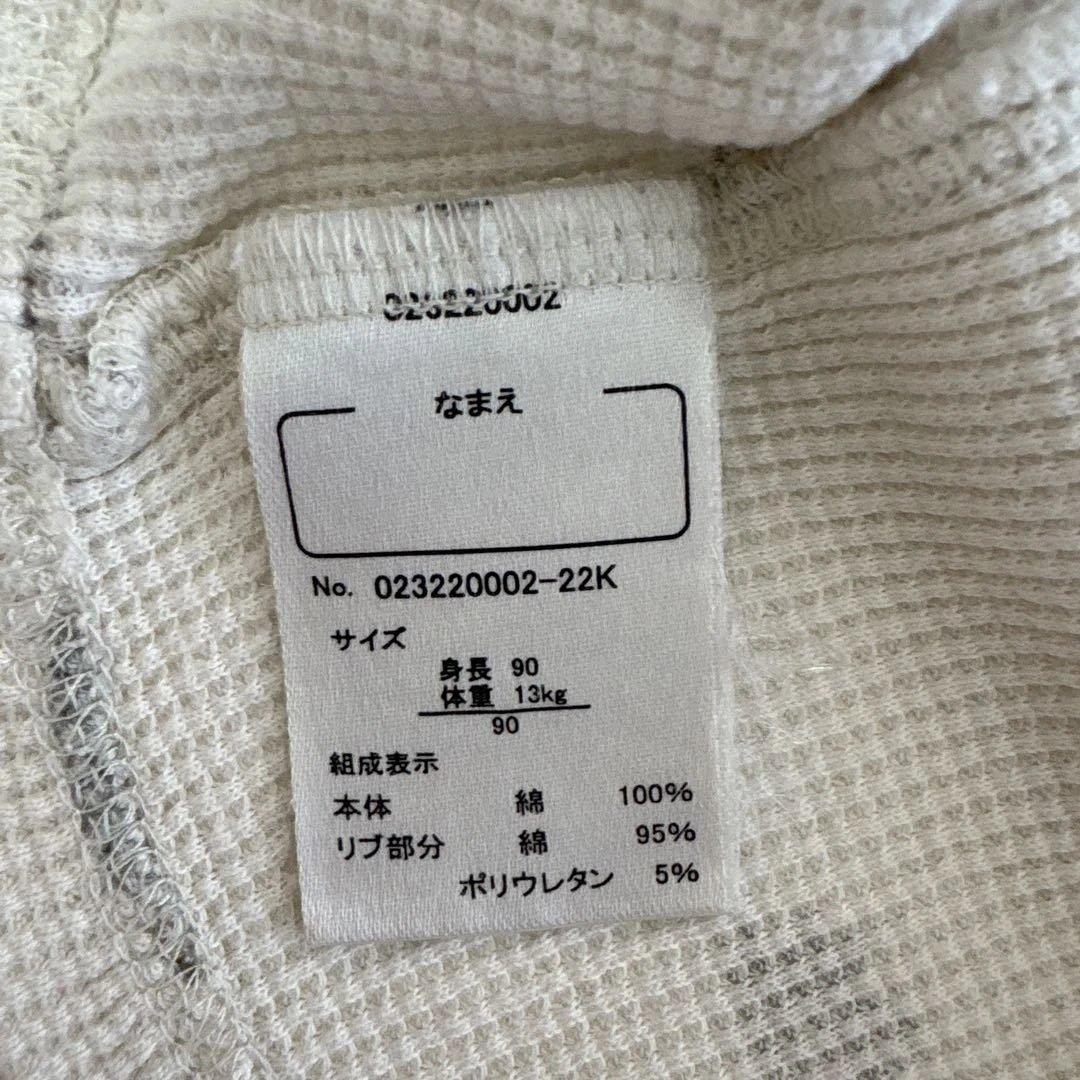 023220002
なまえ
No. 023220002-22K
サイズ
身長 90
体重 13kg
90
組成表示
本体 綿 100%
リブ部分 綿 95%
ポリウレタン 5%